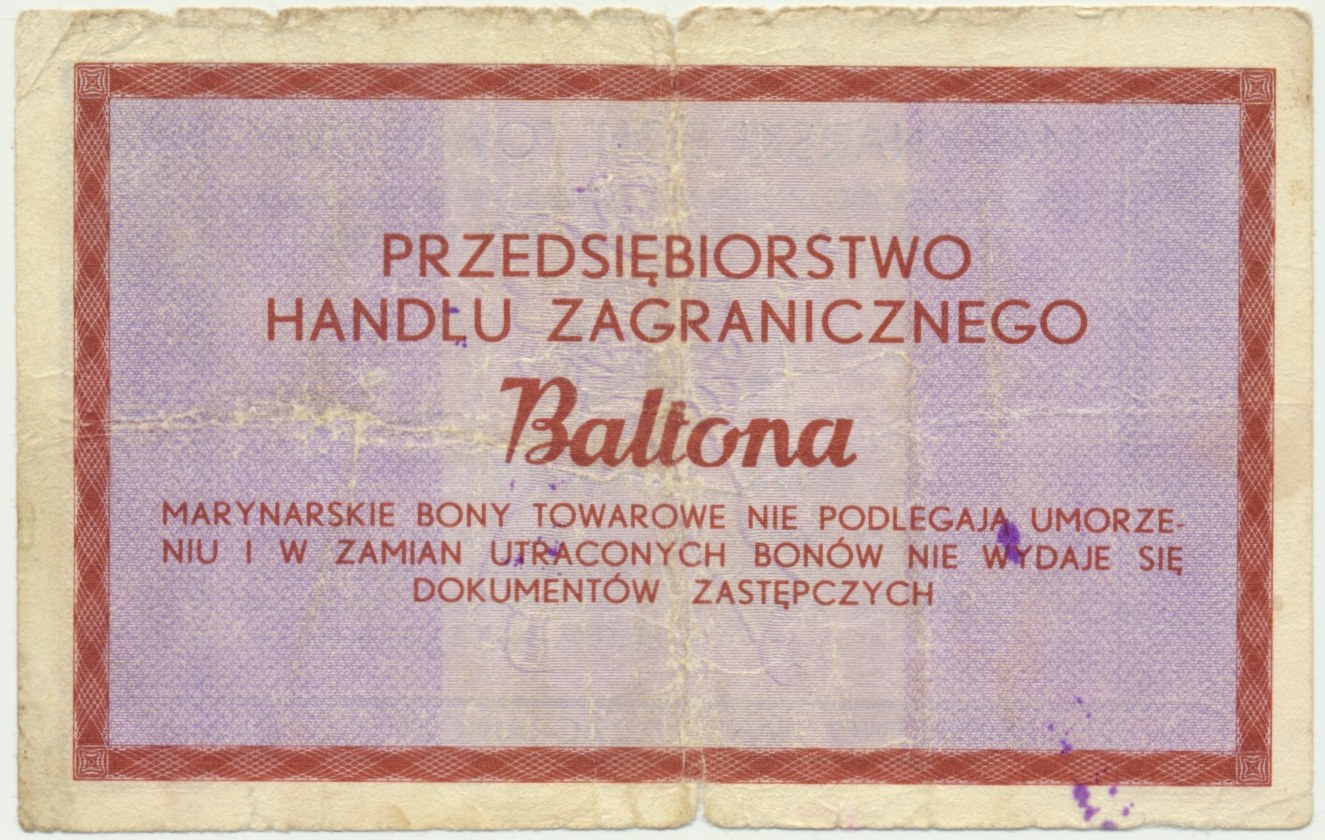 PRZEDSIĘBIORSTWO
HANDLU ZAGRANICZNEGO
Baltona
MARYNARSKIE BONY TOWAROWE NIE PODLEGAJĄ UMORZE-
NIU I W ZAMIAN UTRACONYCH BONÓW NIE WYDAJE SIĘ
DOKUMENTÓW ZASTĘPCZYCH